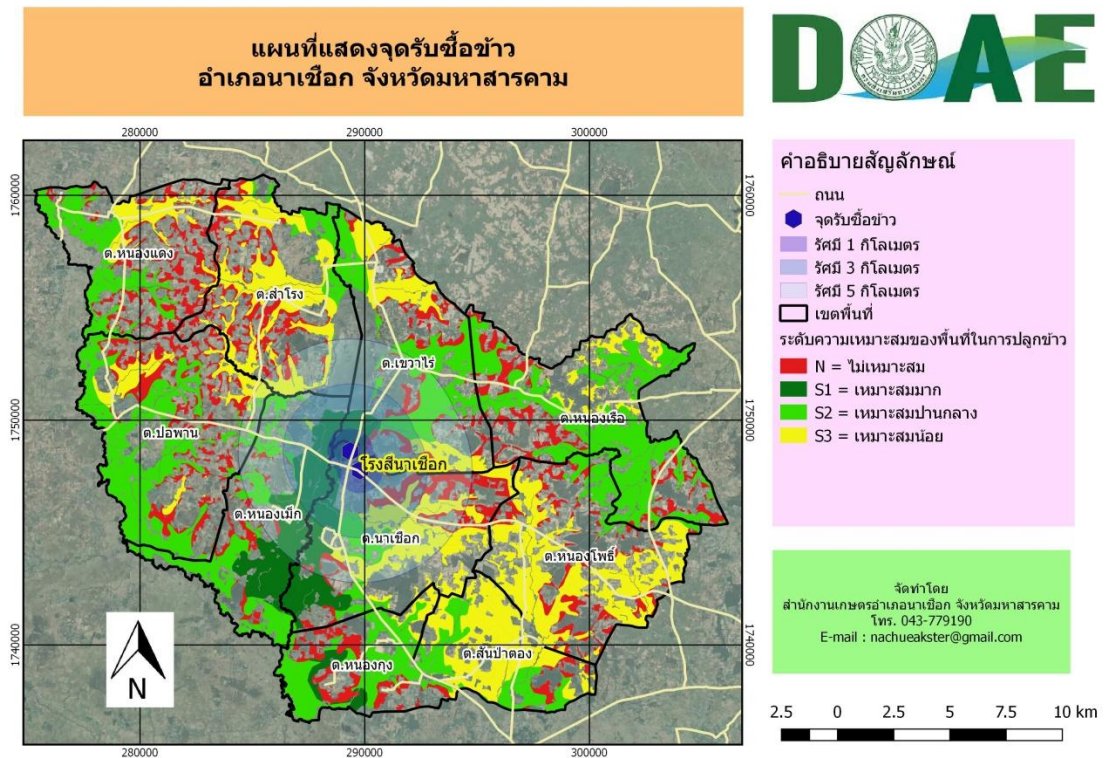 แผนที่แสดงจุดรับซื้อข้าว
อำเภอนาเชือก จังหวัดมหาสารคาม
DOAE
280000
290000
300000
1760000
1760000
ต.หนองแดง
ต.สำโรง
ต.เขวาไร่
ต.หนองเรือ
1750000
1750000
ต.ปอพาน
โรงสีนาเชือก
ต.หนองเม็ก
ต.นาเชือก
ต.หนองโพธิ์
1740000
1740000
ต.สันป่าตอง
ต.หนองกุง
N
280000
290000
300000
คำอธิบายสัญลักษณ์
ถนน
จุดรับซื้อข้าว
รัศมี 1 กิโลเมตร
รัศมี 3 กิโลเมตร
รัศมี 5 กิโลเมตร
เขตพื้นที่
ระดับความเหมาะสมของพื้นที่ในการปลูกข้าว
N = ไม่เหมาะสม
S1 = เหมาะสมมาก
S2 = เหมาะสมปานกลาง
S3 = เหมาะสมน้อย
จัดทำโดย
สำนักงานเกษตรอำเภอนาเชือก จังหวัดมหาสารคาม
โทร. 043-779190
E-mail : nachueakster@gmail.com
2.5 0 2.5 5 7.5 10 km